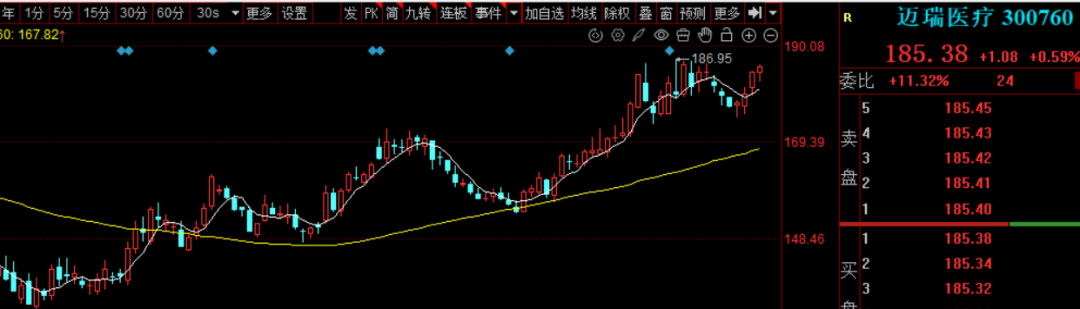 年 1分 5分 15分 30分 60分 30s 更多 设置 发 PK 简 九转 连板 事件 加自选 均线 除权 叠 窗 预测 更多
60: 167.82↑
186.95
190.08
169.39
148.46
R 迈瑞医疗 300760
185.38 +1.08 +0.59%
委比 +11.32% 24
卖盘
5 185.45
4 185.43
3 185.42
2 185.41
1 185.40
买盘
1 185.38
2 185.34
3 185.32